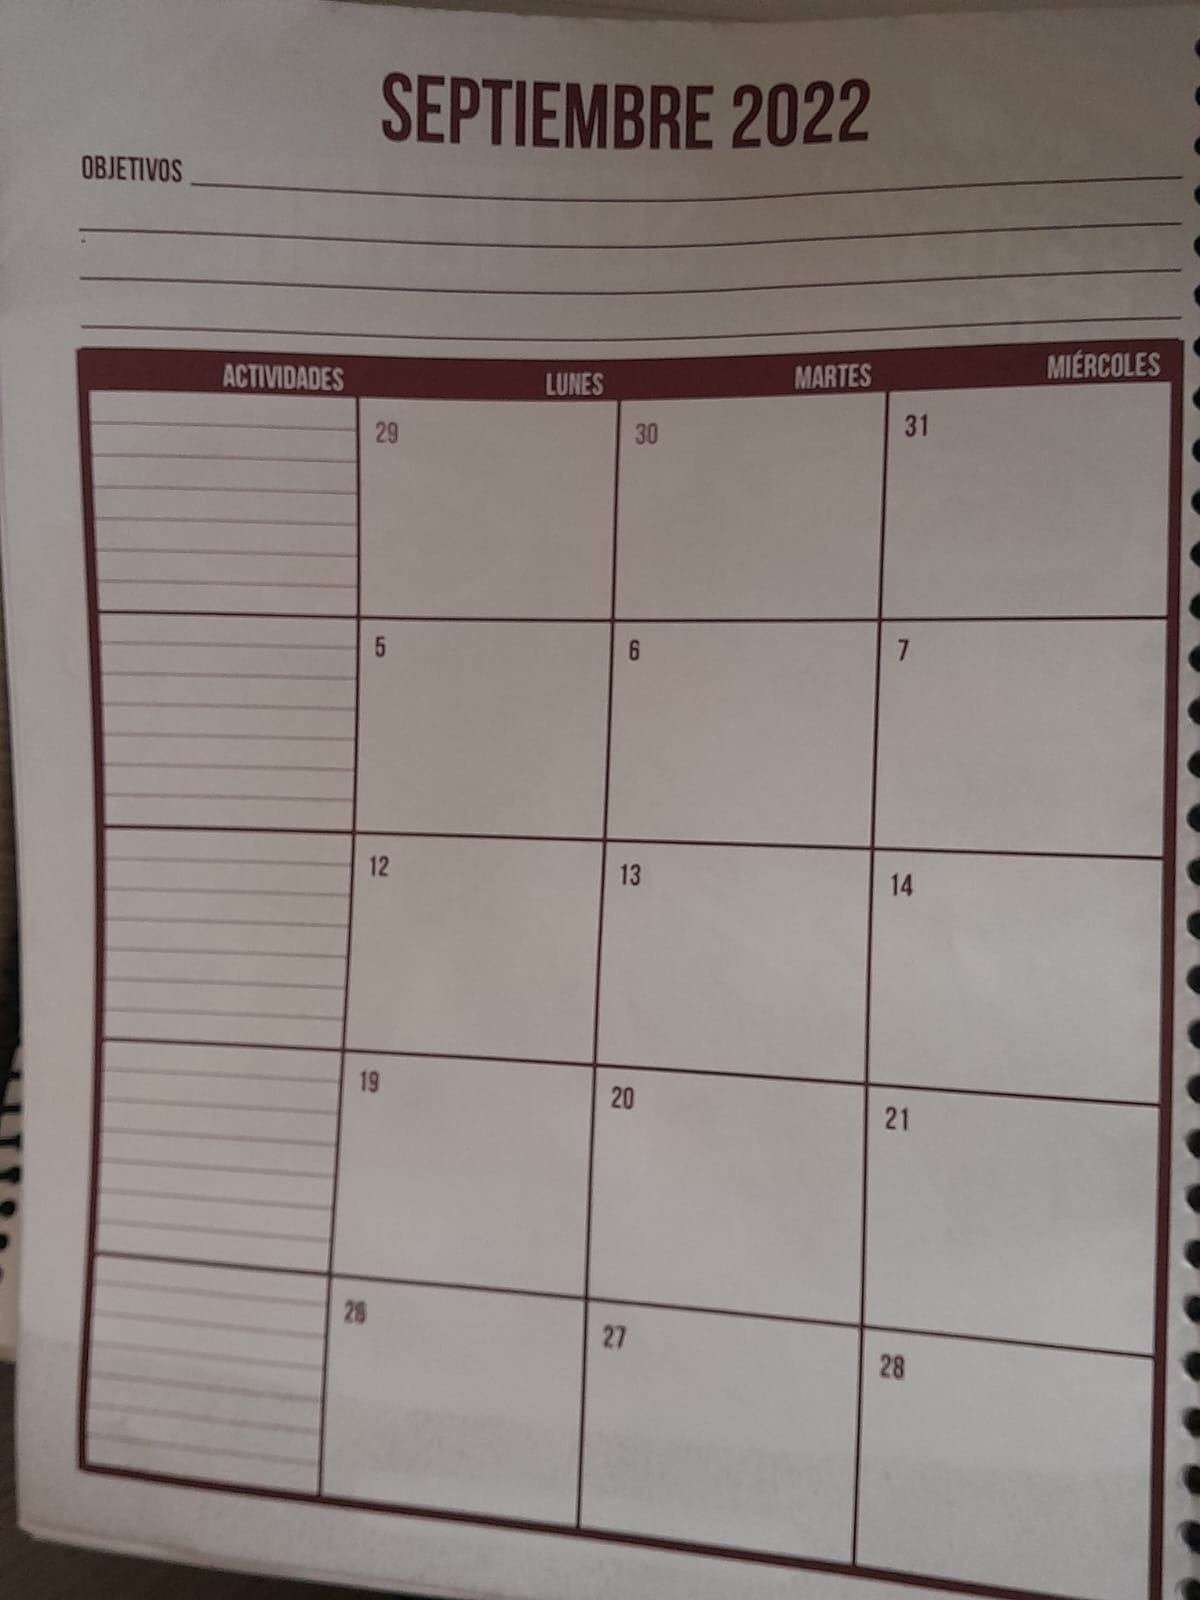 SEPTIEMBRE 2022
OBJETIVOS
ACTIVIDADES LUNES MARTES MIÉRCOLES
29 30 31
5 6 7
12 13 14
19 20 21
26 27 28